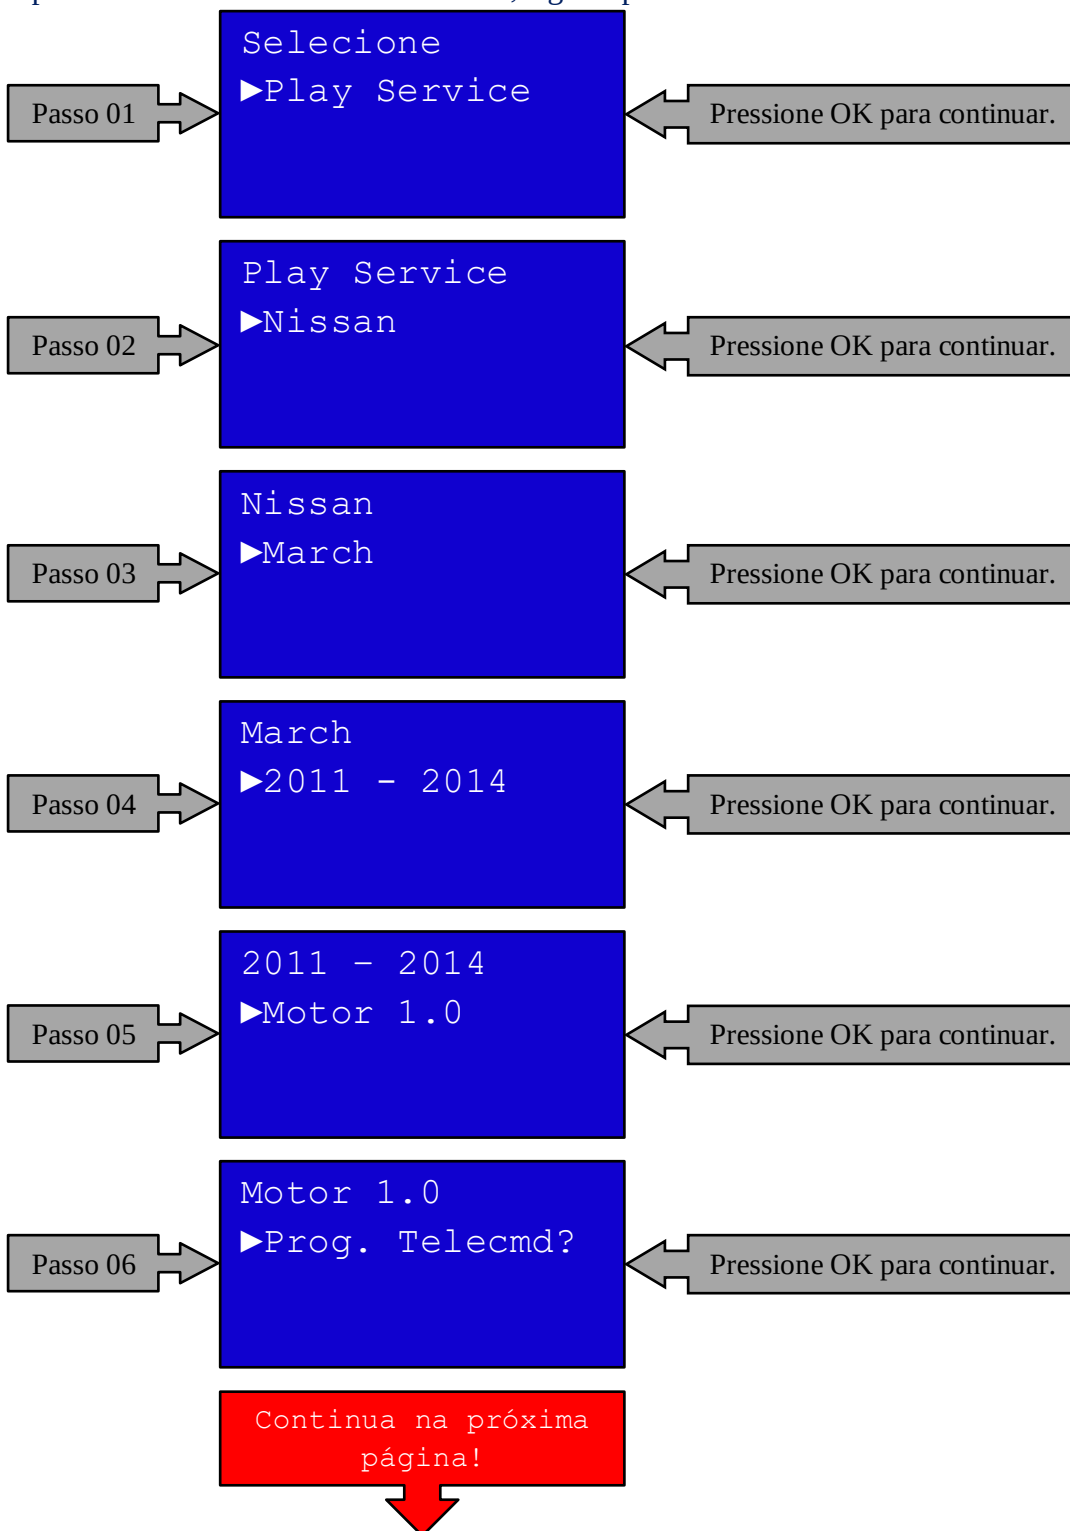 Selecione
►Play Service
Passo 01
Pressione OK para continuar.
Play Service
►Nissan
Passo 02
Pressione OK para continuar.
Nissan
►March
Passo 03
Pressione OK para continuar.
March
►2011 - 2014
Passo 04
Pressione OK para continuar.
2011 – 2014
►Motor 1.0
Passo 05
Pressione OK para continuar.
Motor 1.0
►Prog. Telecmd?
Passo 06
Pressione OK para continuar.
Continua na próxima
página!